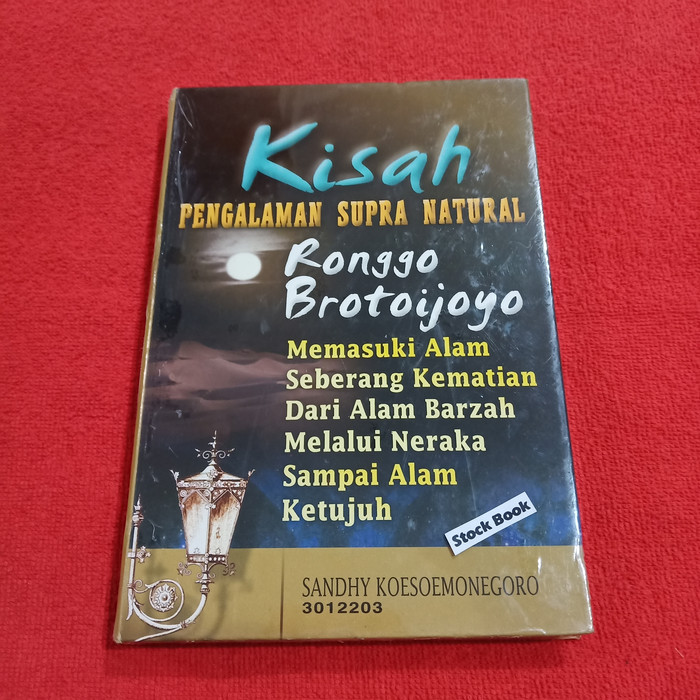 Kisah
PENGALAMAN SUPRA NATURAL
Ronggo
Brotoijoyo
Memasuki Alam
Seberang Kematian
Dari Alam Barzah
Melalui Neraka
Sampai Alam
Ketujuh
Stock Book
SANDHY KOESOEMONEGORO
3012203